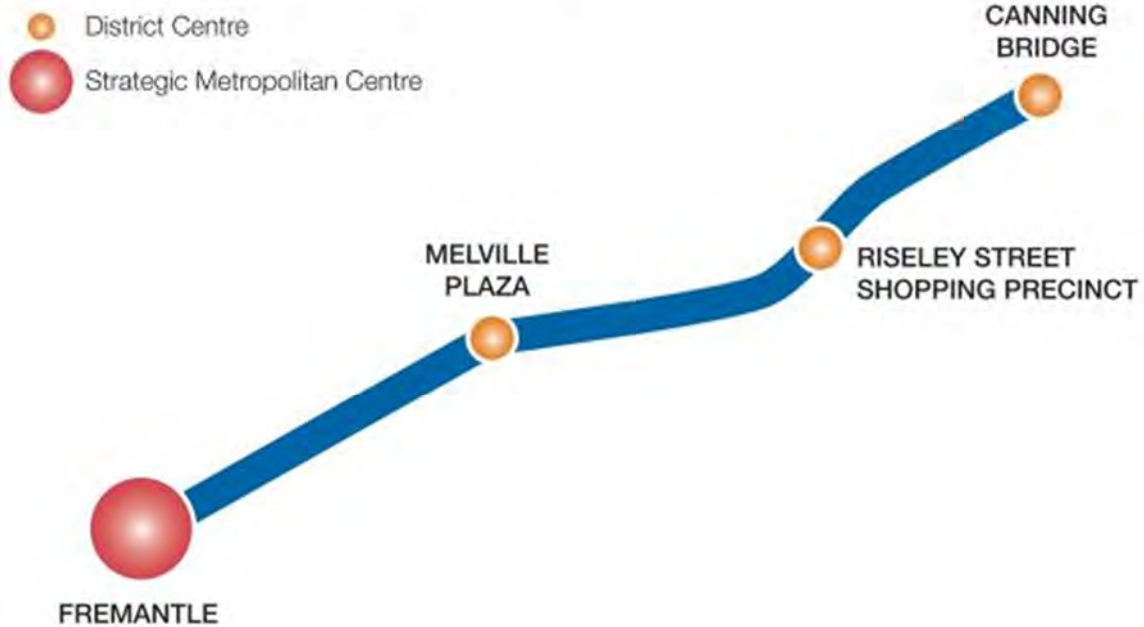 District Centre
Strategic Metropolitan Centre
CANNING
BRIDGE
MELVILLE
PLAZA
RISELEY STREET
SHOPPING PRECINCT
FREMANTLE